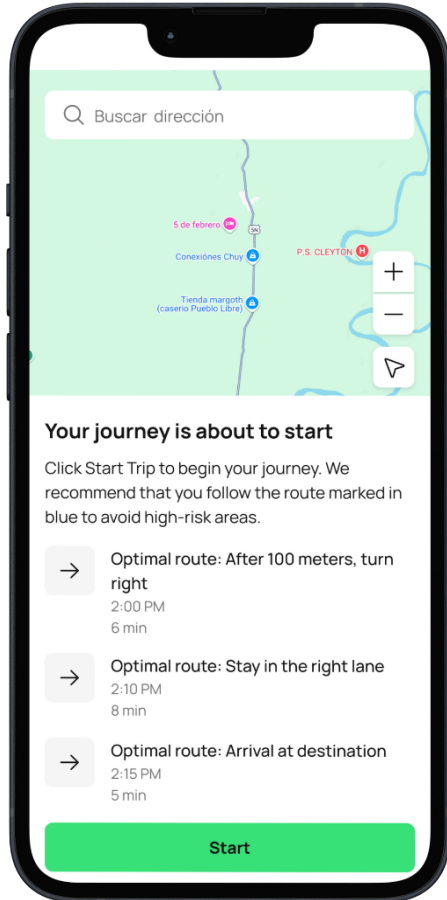 Buscar dirección
5 de febrero
5N
Conexiónes Chuy
P.S. CLEYTON
H
Tienda margoth
(caserio Pueblo Libre)
Your journey is about to start
Click Start Trip to begin your journey. We
recommend that you follow the route marked in
blue to avoid high-risk areas.
Optimal route: After 100 meters, turn
right
2:00 PM
6 min
Optimal route: Stay in the right lane
2:10 PM
8 min
Optimal route: Arrival at destination
2:15 PM
5 min
Start